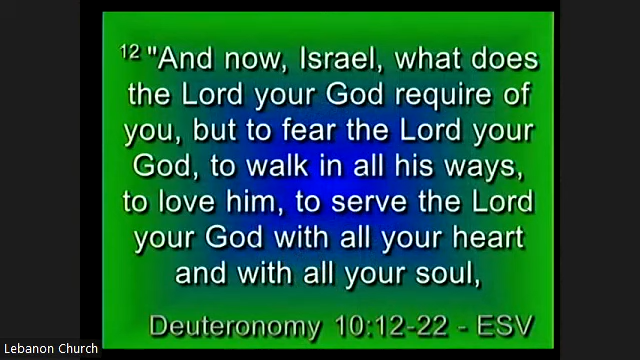 12 "And now, Israel, what does
the Lord your God require of
you, but to fear the Lord your
God, to walk in all his ways,
to love him, to serve the Lord
your God with all your heart
and with all your soul,
Deuteronomy 10:12-22 - ESV
Lebanon Church